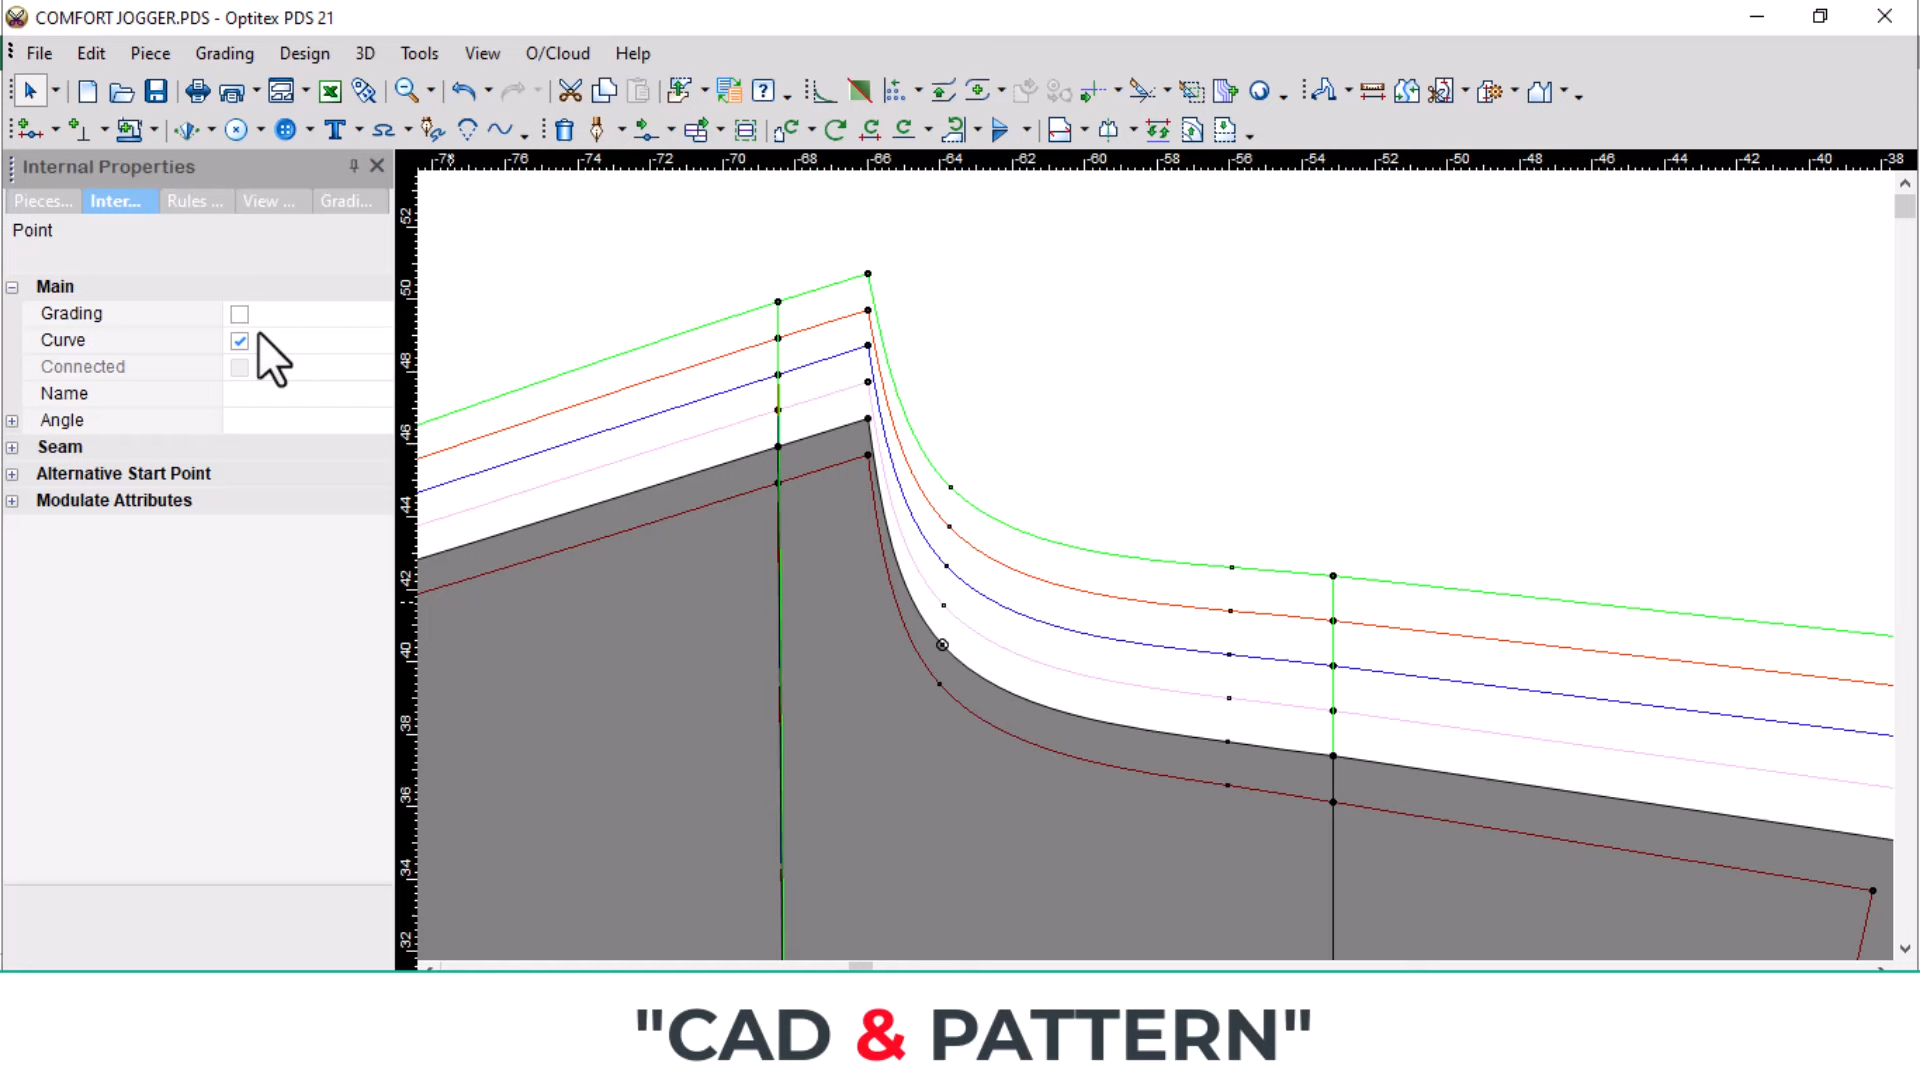 COMFORT JOGGER.PDS - Optitex PDS 21
File Edit Piece Grading Design 3D Tools View O/Cloud Help
Internal Properties
Pieces... Inter... Rules ... View ... Gradi...
-78 -76 -74 -72 -70 -68 -66 -64 -62 -60 -58 -56 -54 -52 -50 -48 -46 -44 -42 -40 -38
Point
Main
Grading
Curve
Connected
Name
Angle
Seam
Alternative Start Point
Modulate Attributes
52
50
48
46
44
42
40
38
36
34
32
"CAD & PATTERN"